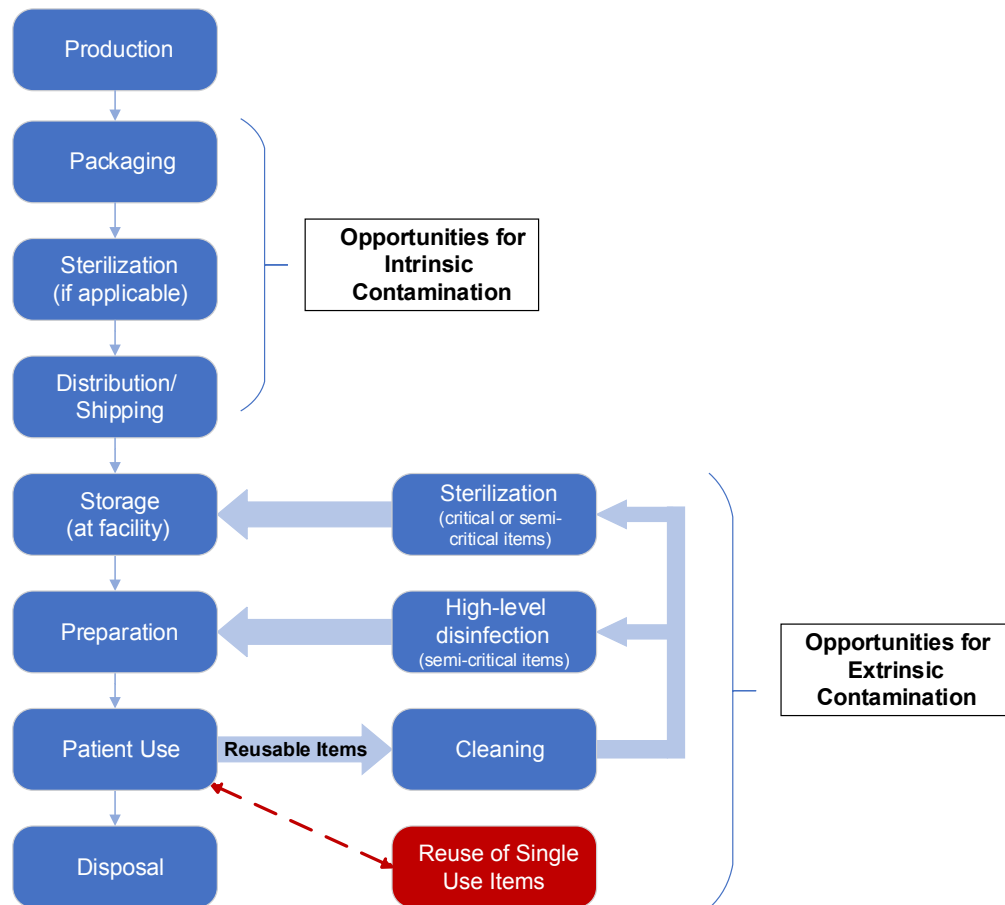 Production
Packaging
Opportunities for
Intrinsic
Contamination
Sterilization
(if applicable)
Distribution/
Shipping
Storage
(at facility)
Sterilization
(critical or semi-
critical items)
Preparation
High-level
disinfection
(semi-critical items)
Opportunities for
Extrinsic
Contamination
Patient Use
Reusable Items
Cleaning
Disposal
Reuse of Single
Use Items